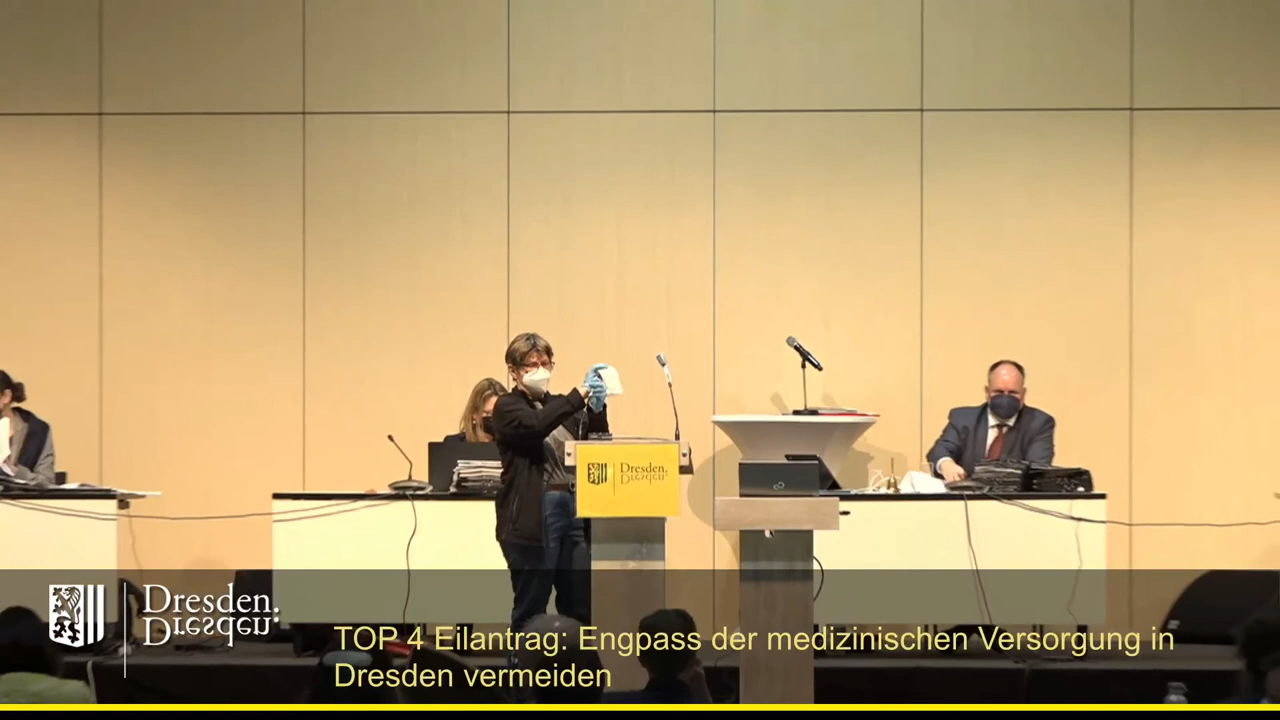 Dresden.
Dresden.
Dresden.
Dresden.
TOP 4 Eilantrag: Engpass der medizinischen Versorgung in
Dresden vermeiden